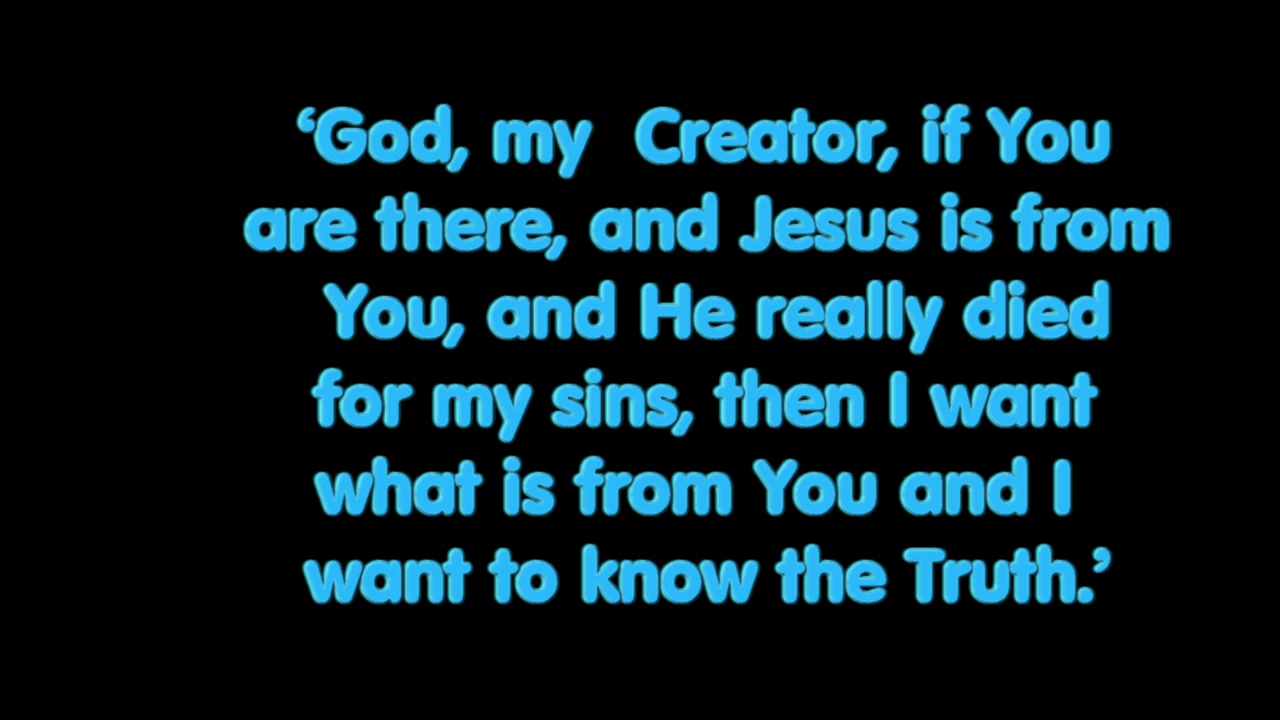 ‘God, my  Creator, if You
are there, and Jesus is from
You, and He really died
for my sins, then I want
what is from You and I
want to know the Truth.’